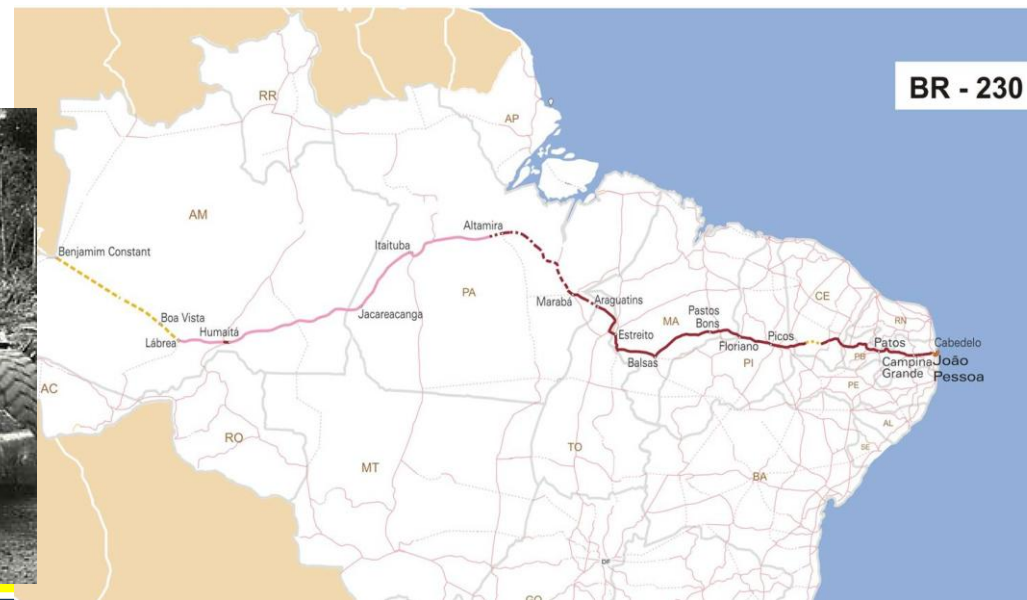 BR - 230
RR
AP
AM
Benjamim Constant
Altamira
Itaituba
Boa Vista
Humaitá
Lábrea
Jacareacanga
PA
Marabá
Araguatins
Estreito
Balsas
MA
Pastos
Bons
Floriano
Picos
PI
CE
RN
Patos
PB
Cabedelo
Campina
Grande
Joâo
Pessoa
PE
AL
SE
AC
RO
MT
TO
BA
DF
GO